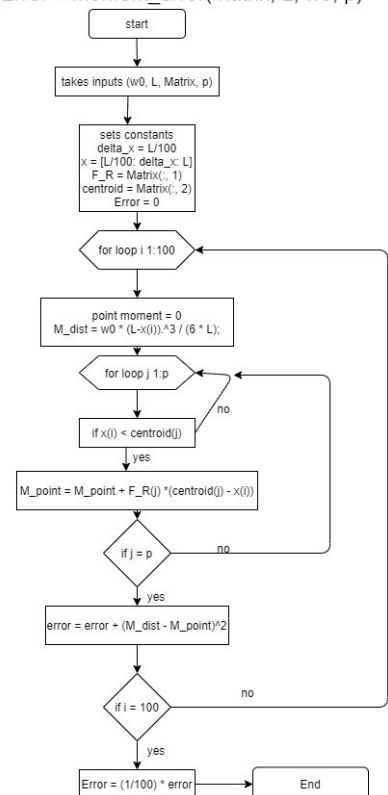 start
takes inputs (w0, L, Matrix, p)
sets constants
delta_x = L/100
x = [L/100: delta_x: L]
F_R = Matrix(:, 1)
centroid = Matrix(:, 2)
Error = 0
for loop i 1:100
point moment = 0
M_dist = w0 * (L-x(i)).^3 / (6 * L);
for loop j 1:p
no
if x(i) < centroid(j)
yes
M_point = M_point + F_R(j) *(centroid(j) - x(i))
if j = p
no
yes
error = error + (M_dist - M_point)^2
no
if i = 100
yes
Error = (1/100) * error
End